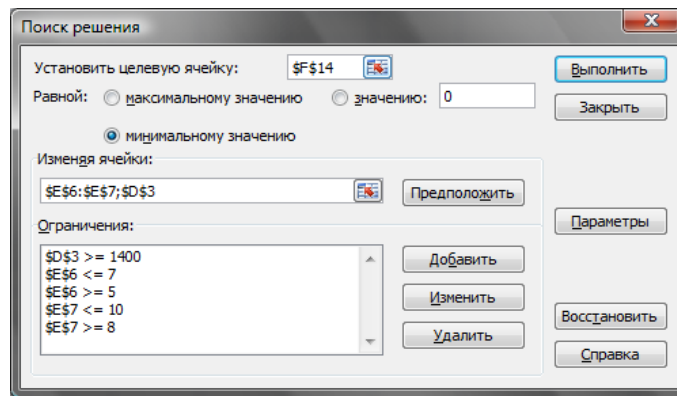 Поиск решения
Установить целевую ячейку: $F$14
Выполнить
Равной: максимальному значению значению: 0
Закрыть
минимальному значению
Изменяя ячейки:
$E$6:$E$7;$D$3 Предположить
Ограничения:
Параметры
$D$3 >= 1400
$E$6 <= 7
$E$6 >= 5
$E$7 <= 10
$E$7 >= 8
Добавить
Изменить
Удалить
Восстановить
Справка